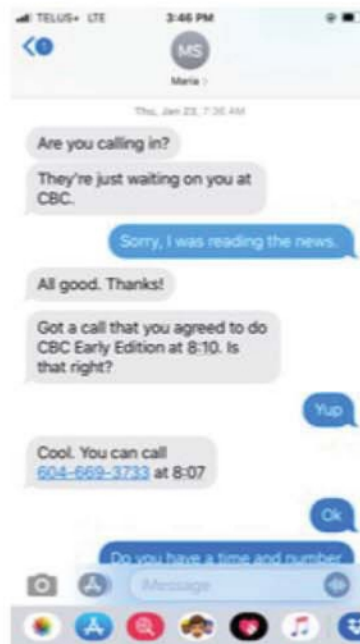 TELUS LTE
3:46 PM
1
MS
Maria >
Thu, Jan 23, 7:36 AM
Are you calling in?
They're just waiting on you at
CBC.
Sorry, I was reading the news.
All good. Thanks!
Got a call that you agreed to do
CBC Early Edition at 8:10. Is
that right?
Yup
Cool. You can call
604-669-3733 at 8:07
Ok
Do you have a time and number
iMessage